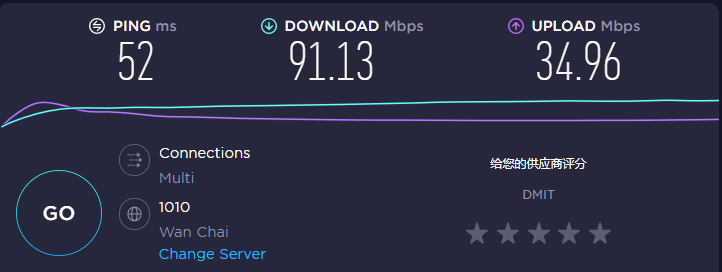 PING ms
DOWNLOAD Mbps
UPLOAD Mbps
52
91.13
34.96
Connections
Multi
GO
1010
Wan Chai
Change Server
给您的供应商评分
DMIT